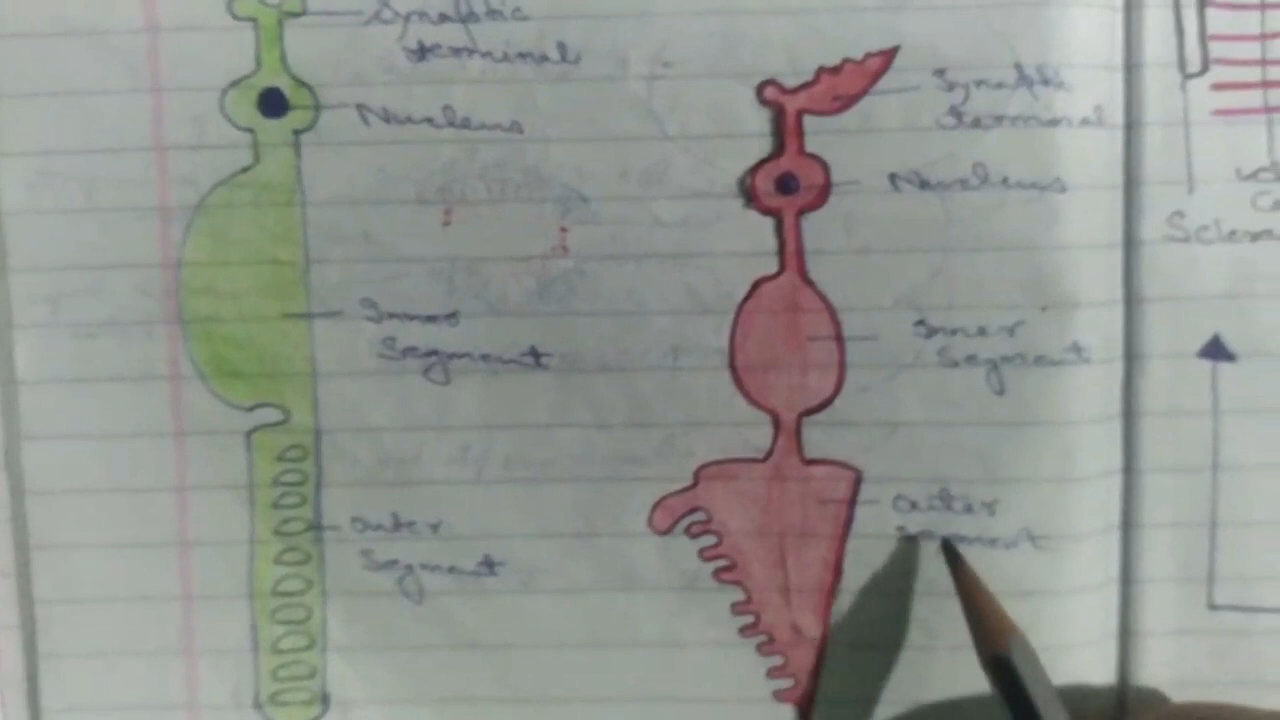 Synaptic
terminal
Nucleus
Inner
Segment
outer
Segment
Synaptic
terminal
Nucleus
Inner
Segment
outer
Segment
Sclera